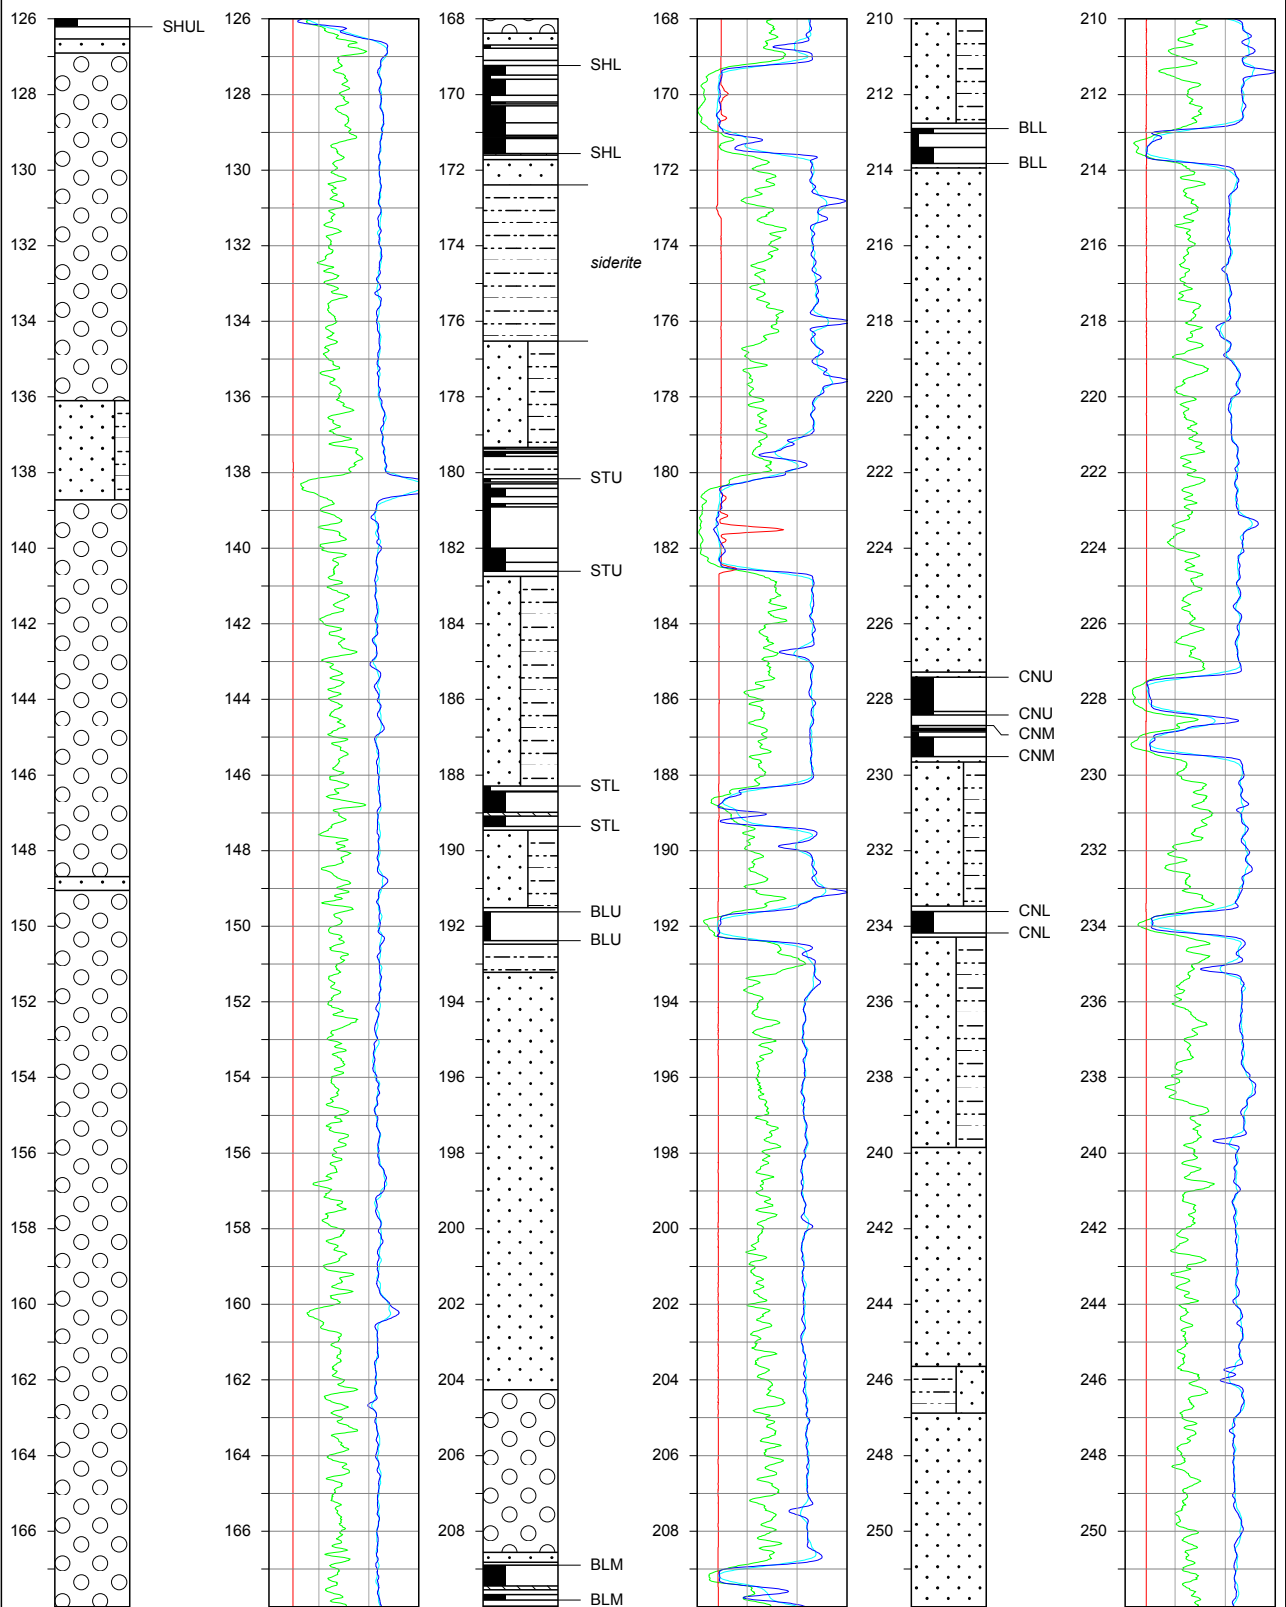 126 SHUL 126 168 168 210 210
128 128 SHL 170 170 212 212
BLL
130 130 SHL 172 172 BLL 214 214
132 132 174 siderite 174 216 216
134 134 176 176 218 218
136 136 178 178 220 220
138 138 180 STU 180 222 222
140 140 182 STU 182 224 224
142 142 184 184 226 226
144 144 186 186 228 CNU CNU CNM CNM 228
146 146 188 STL STL 188 230 230
148 148 190 190 232 232
150 150 192 BLU BLU 192 234 CNL CNL 234
152 152 194 194 236 236
154 154 196 196 238 238
156 156 198 198 240 240
158 158 200 200 242 242
160 160 202 202 244 244
162 162 204 204 246 246
164 164 206 206 248 248
166 166 208 208 250 250
BLM
BLM